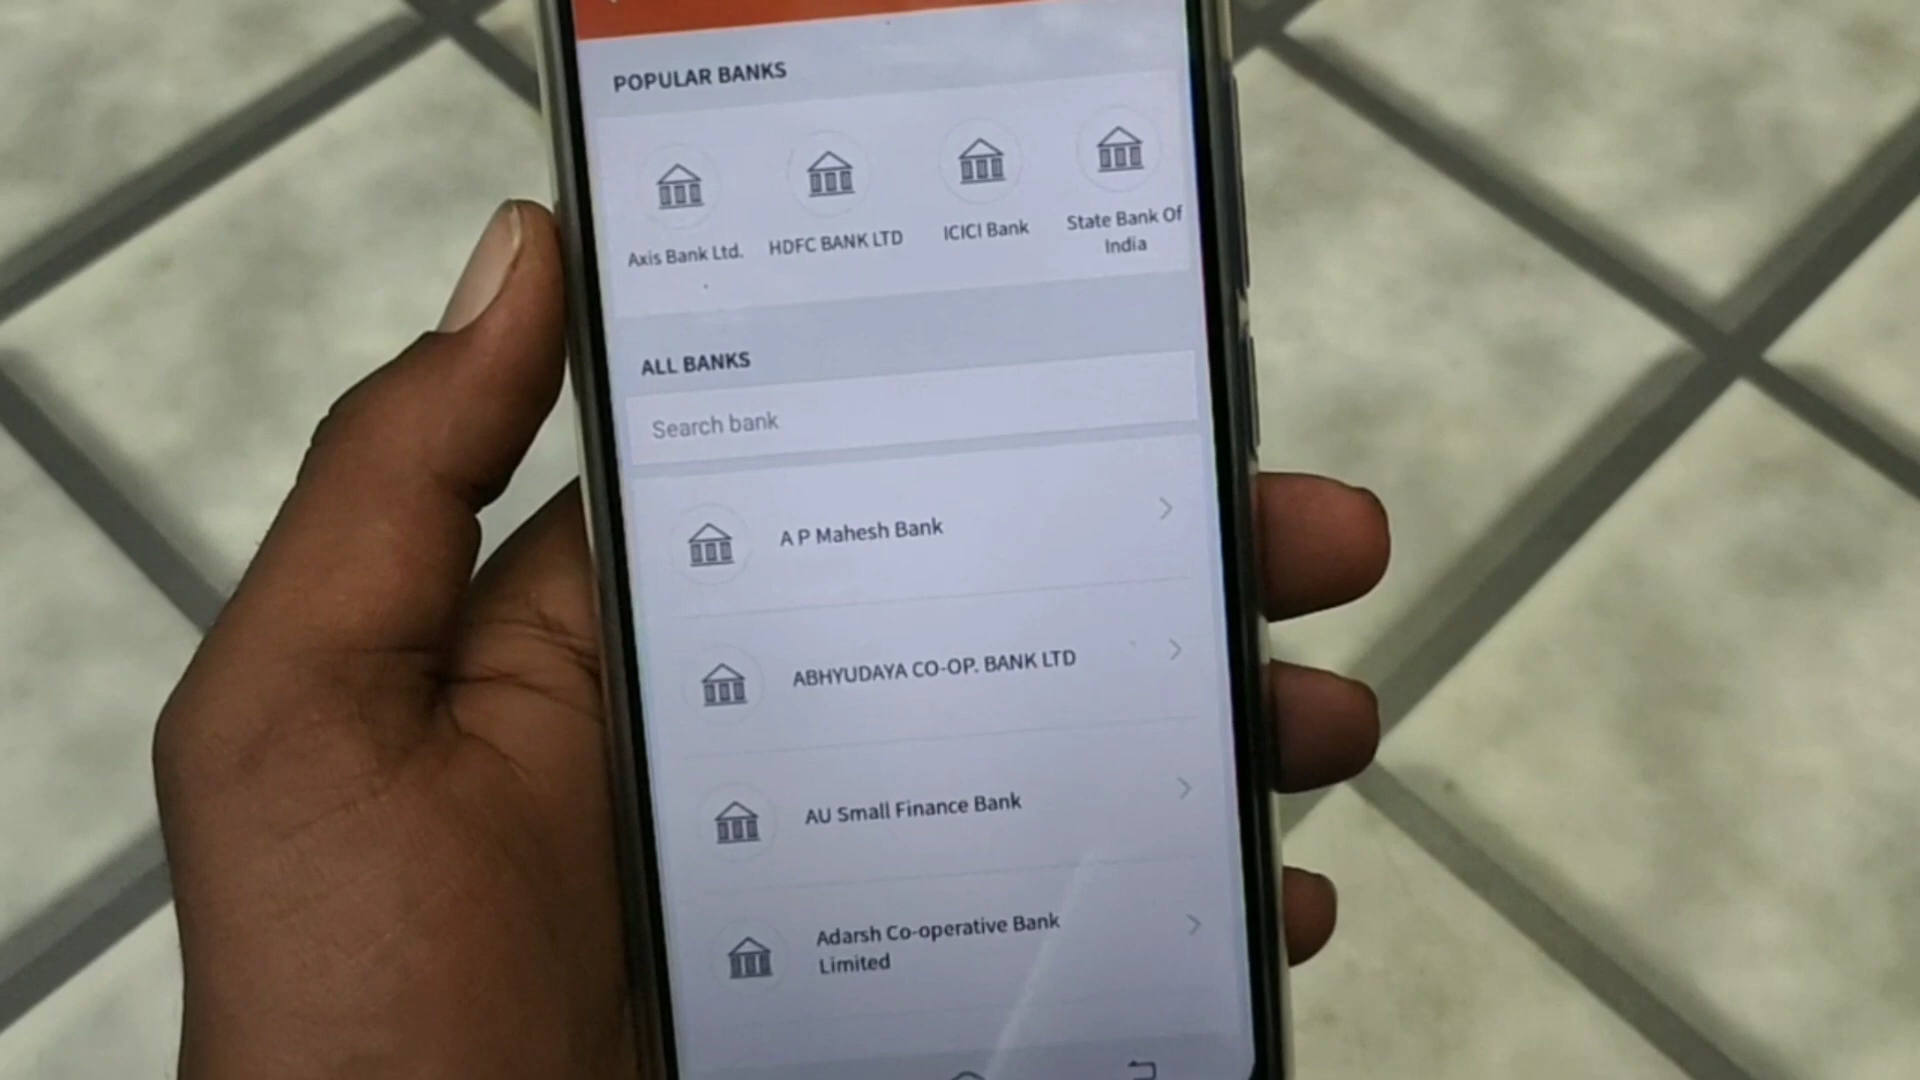 POPULAR BANKS
Axis Bank Ltd.
HDFC BANK LTD
ICICI Bank
State Bank Of
India
ALL BANKS
Search bank
A P Mahesh Bank
ABHYUDAYA CO-OP. BANK LTD
AU Small Finance Bank
Adarsh Co-operative Bank
Limited